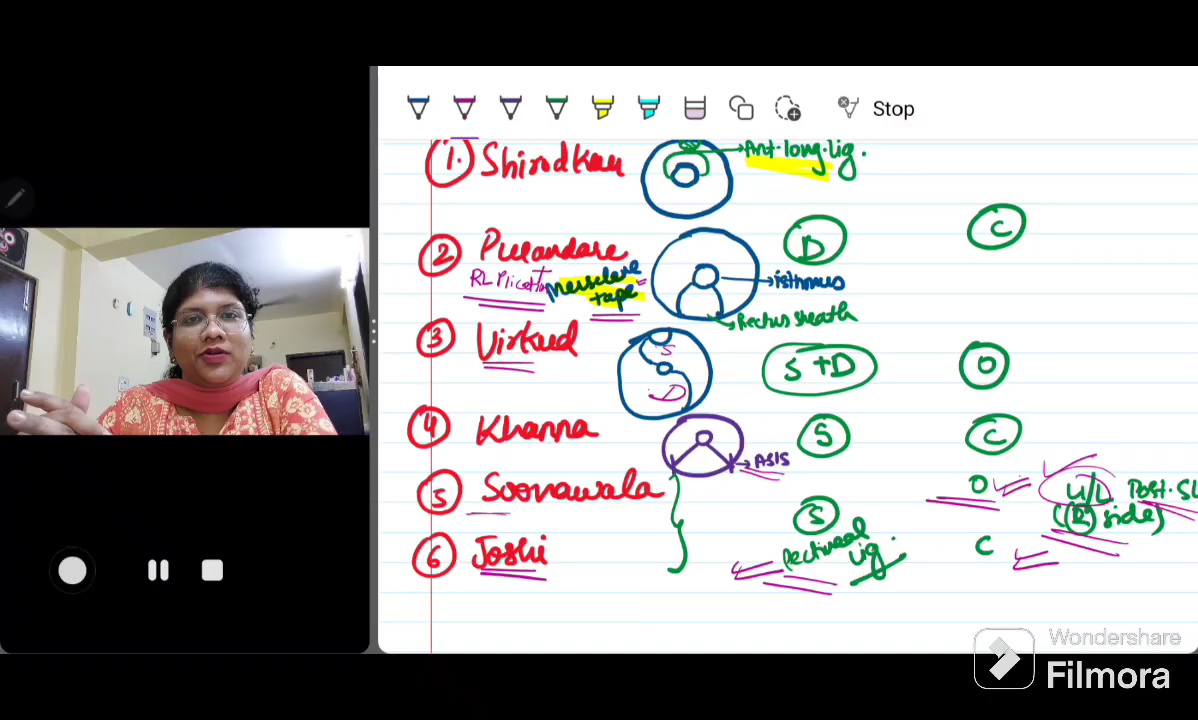 Stop
① Shirodkar → Ant. long. lig.
② Purandare D C
RL Plication Mersilene tape → isthmus
→ Rectus sheath
③ Virkud S D S+D O
④ Khanna → ASIS S C
⑤ Soonawala O U/L Post. SL
S (R) side)
⑥ Joshi Pectineal lig. C
Wondershare
Filmora